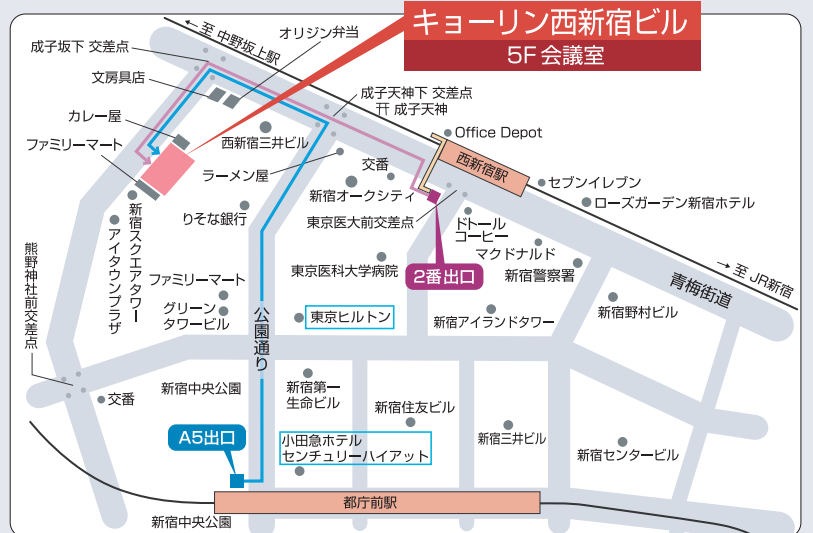 ← 至 中野坂上駅
キョーリン西新宿ビル
5F 会議室
オリジン弁当
成子坂下 交差点
文房具店
成子天神下 交差点
成子天神
カレー屋
ファミリーマート
西新宿三井ビル
Office Depot
西新宿駅
ラーメン屋
交番
新宿オークシティ
セブンイレブン
ローズガーデン新宿ホテル
りそな銀行
東京医大前交差点
ドトール
コーヒー
マクドナルド
新宿スクエアタワー
アイタウンプラザ
熊野神社前交差点
東京医科大学病院
2番出口
新宿警察署
→ 至 JR新宿
青梅街道
ファミリーマート
グリーン
タワービル
公園通り
東京ヒルトン
新宿アイランドタワー
新宿野村ビル
新宿中央公園
交番
新宿第一
生命ビル
新宿住友ビル
A5出口
小田急ホテル
センチュリーハイアット
新宿三井ビル
新宿センタービル
都庁前駅
新宿中央公園